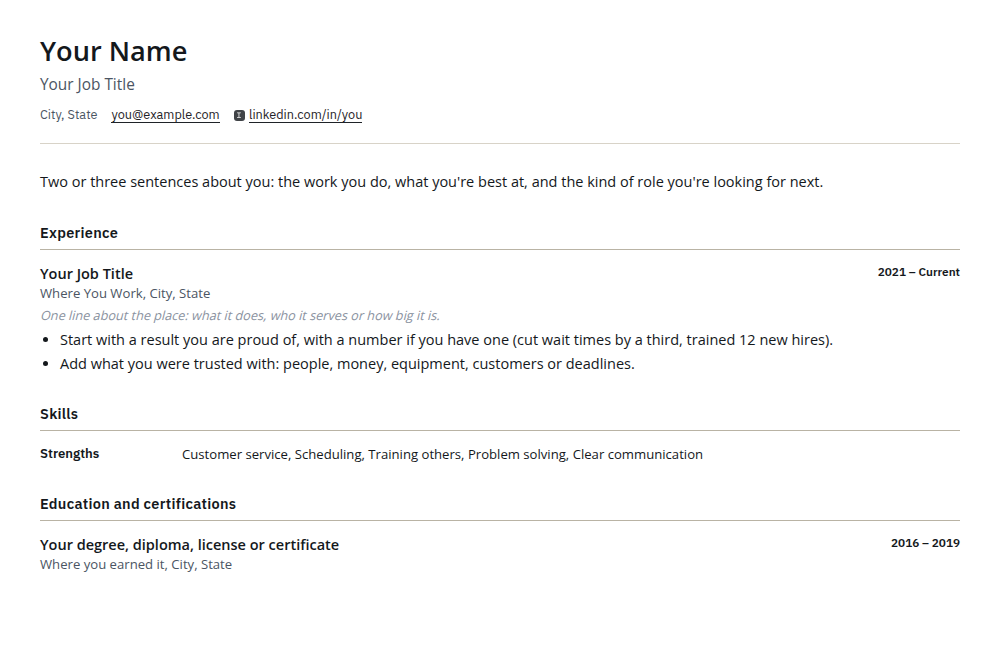 Your Name
Your Job Title
City, State you@example.com linkedin.com/in/you
Two or three sentences about you: the work you do, what you're best at, and the kind of role you're looking for next.
Experience
Your Job Title 2021 – Current
Where You Work, City, State
One line about the place: what it does, who it serves or how big it is.
• Start with a result you are proud of, with a number if you have one (cut wait times by a third, trained 12 new hires).
• Add what you were trusted with: people, money, equipment, customers or deadlines.
Skills
Strengths Customer service, Scheduling, Training others, Problem solving, Clear communication
Education and certifications
Your degree, diploma, license or certificate 2016 – 2019
Where you earned it, City, State